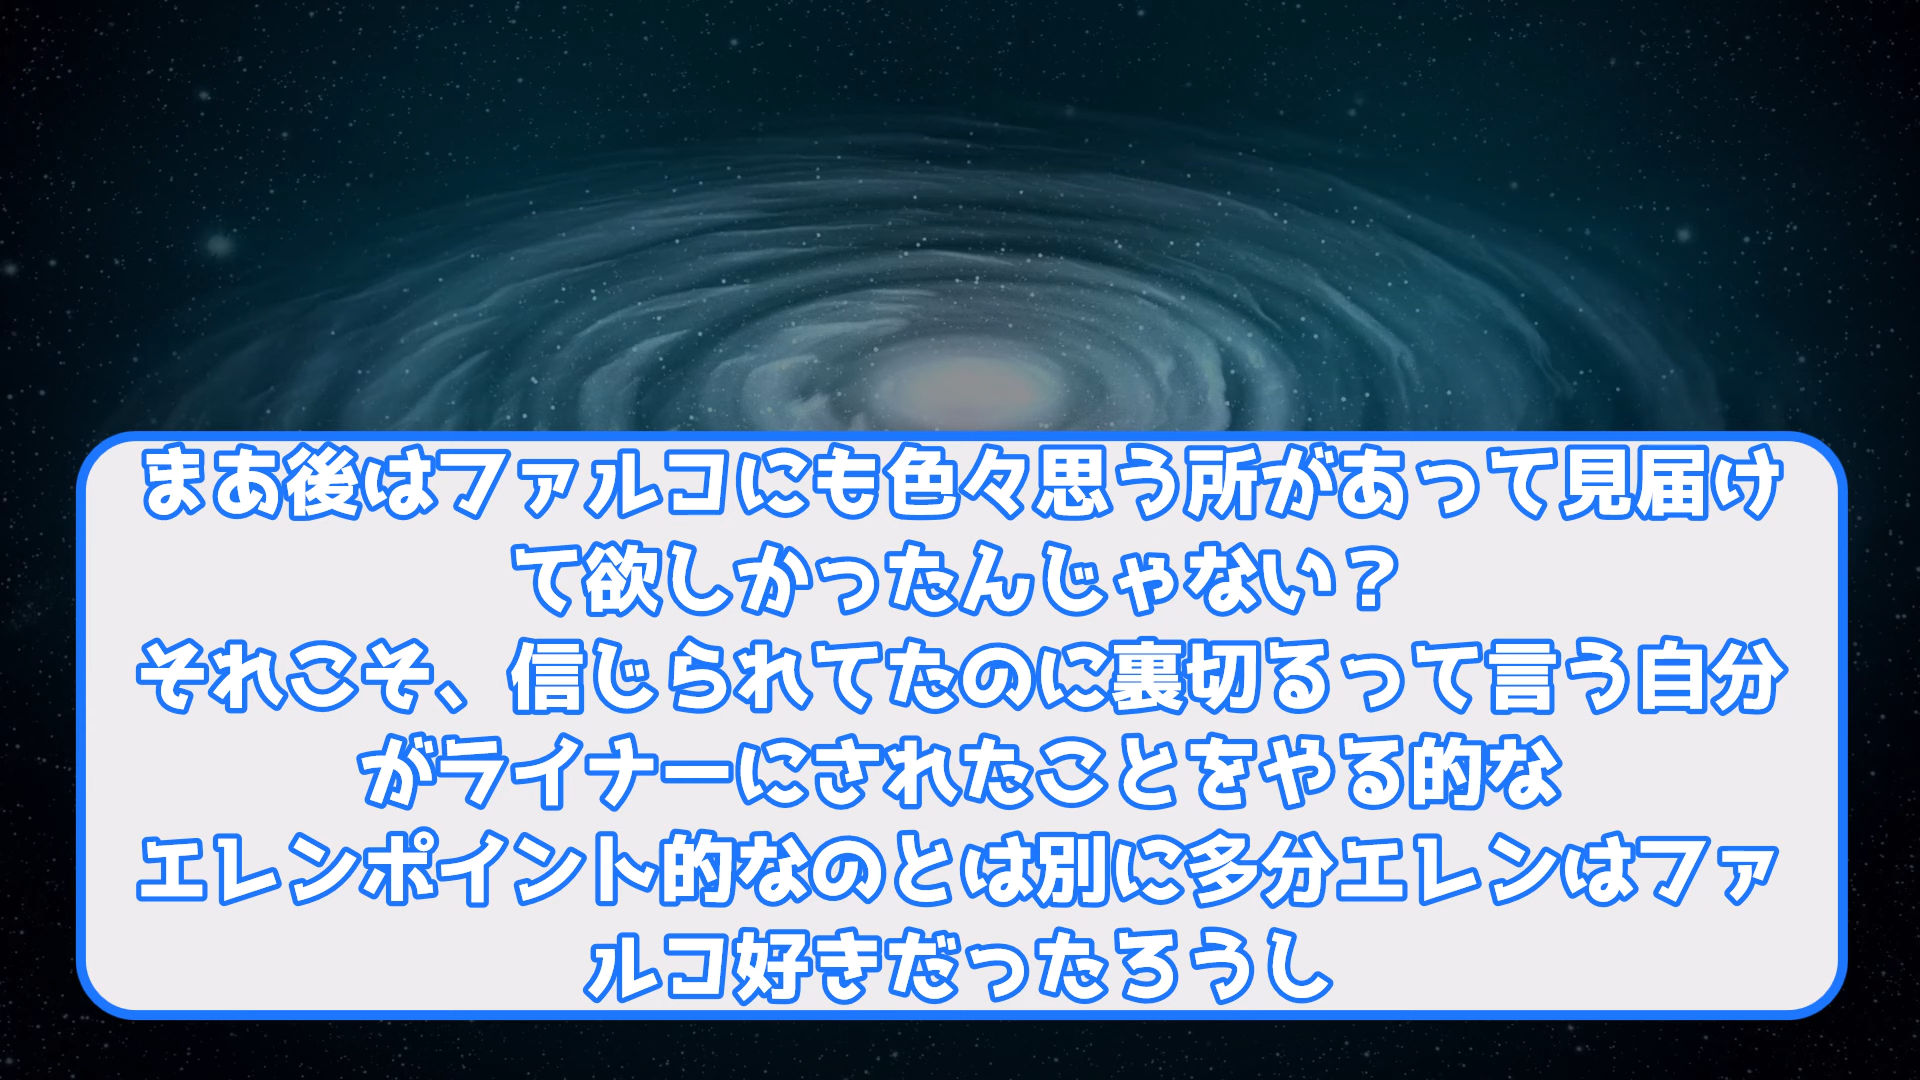 まあ後はファルコにも色々思う所があって見届け
て欲しかったんじゃない？
それこそ、信じられてたのに裏切るって言う自分
がライナーにされたことをやる的な
エレンポイント的なのとは別に多分エレンはファ
ルコ好きだったろうし